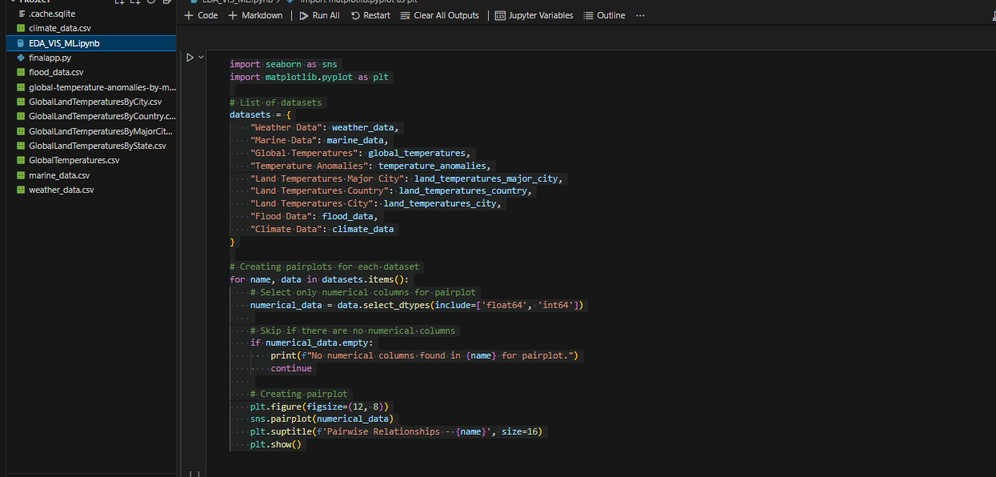 .cache.sqlite
climate_data.csv
EDA_VIS_ML.ipynb
finalapp.py
flood_data.csv
global-temperature-anomalies-by-m...
GlobalLandTemperaturesByCity.csv
GlobalLandTemperaturesByCountry.c...
GlobalLandTemperaturesByMajorCit...
GlobalLandTemperaturesByState.csv
GlobalTemperatures.csv
marine_data.csv
weather_data.csv
+ Code + Markdown Run All Restart Clear All Outputs Jupyter Variables Outline ...
import seaborn as sns
import matplotlib.pyplot as plt
# List of datasets
datasets = {
"Weather Data": weather_data,
"Marine Data": marine_data,
"Global Temperatures": global_temperatures,
"Temperature Anomalies": temperature_anomalies,
"Land Temperatures Major City": land_temperatures_major_city,
"Land Temperatures Country": land_temperatures_country,
"Land Temperatures City": land_temperatures_city,
"Flood Data": flood_data,
"Climate Data": climate_data
}
# Creating pairplots for each dataset
for name, data in datasets.items():
# Select only numerical columns for pairplot
numerical_data = data.select_dtypes(include=['float64', 'int64'])
# Skip if there are no numerical columns
if numerical_data.empty:
print(f"No numerical columns found in {name} for pairplot.")
continue
# Creating pairplot
plt.figure(figsize=(12, 8))
sns.pairplot(numerical_data)
plt.suptitle(f'Pairwise Relationships - {name}', size=16)
plt.show()
[ ]